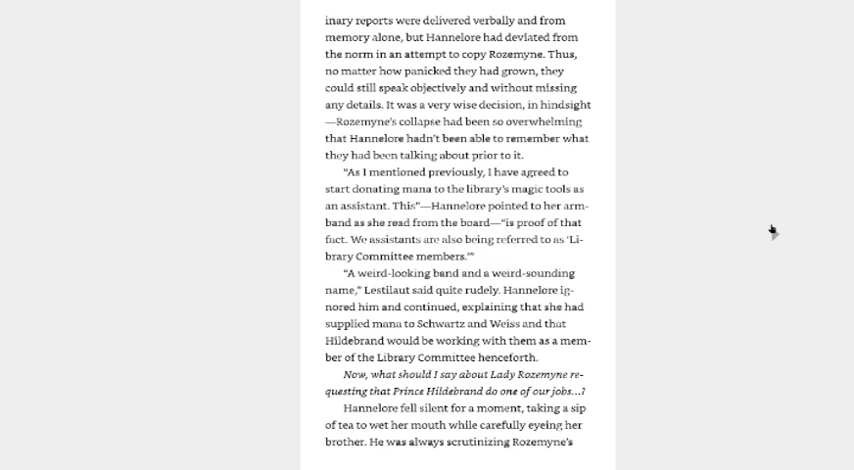 inary reports were delivered verbally and from
memory alone, but Hannelore had deviated from
the norm in an attempt to copy Rozemyne. Thus,
no matter how panicked they had grown, they
could still speak objectively and without missing
any details. It was a very wise decision, in hindsight
—Rozemyne's collapse had been so overwhelming
that Hannelore hadn't been able to remember what
they had been talking about prior to it.
“As I mentioned previously, I have agreed to
start donating mana to the library's magic tools as
an assistant. This”—Hannelore pointed to her arm-
band as she read from the board—“is proof of that
fact. We assistants are also being referred to as ‘Li-
brary Committee members.’”
“A weird-looking band and a weird-sounding
name,” Lestilaut said quite rudely. Hannelore ig-
nored him and continued, explaining that she had
supplied mana to Schwartz and Weiss and that
Hildebrand would be working with them as a mem-
ber of the Library Committee henceforth.
Now, what should I say about Lady Rozemyne re-
questing that Prince Hildebrand do one of our jobs...?
Hannelore fell silent for a moment, taking a sip
of tea to wet her mouth while carefully eyeing her
brother. He was always scrutinizing Rozemyne's